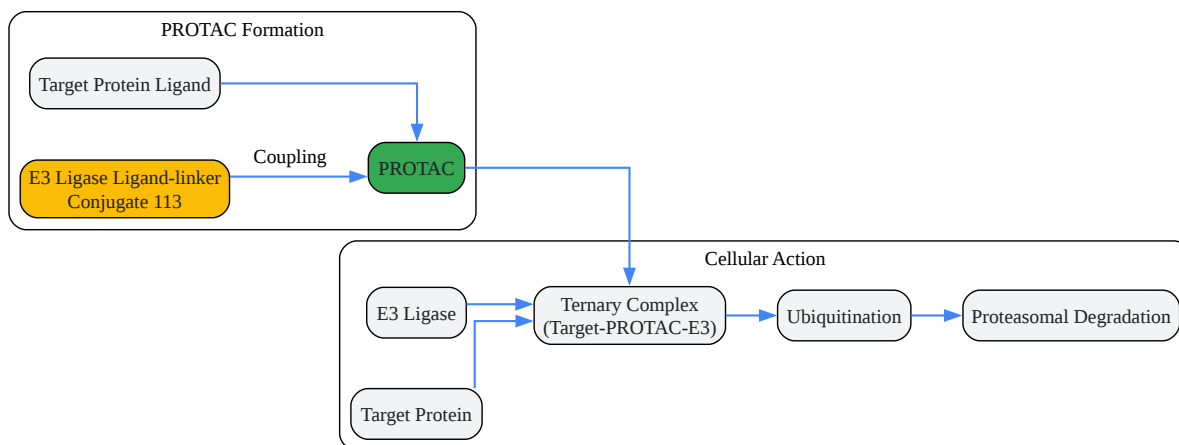 PROTAC Formation
Target Protein Ligand
Coupling
E3 Ligase Ligand-linker
Conjugate 113
PROTAC
Cellular Action
E3 Ligase
Ternary Complex
(Target-PROTAC-E3)
Ubiquitination
Proteasomal Degradation
Target Protein